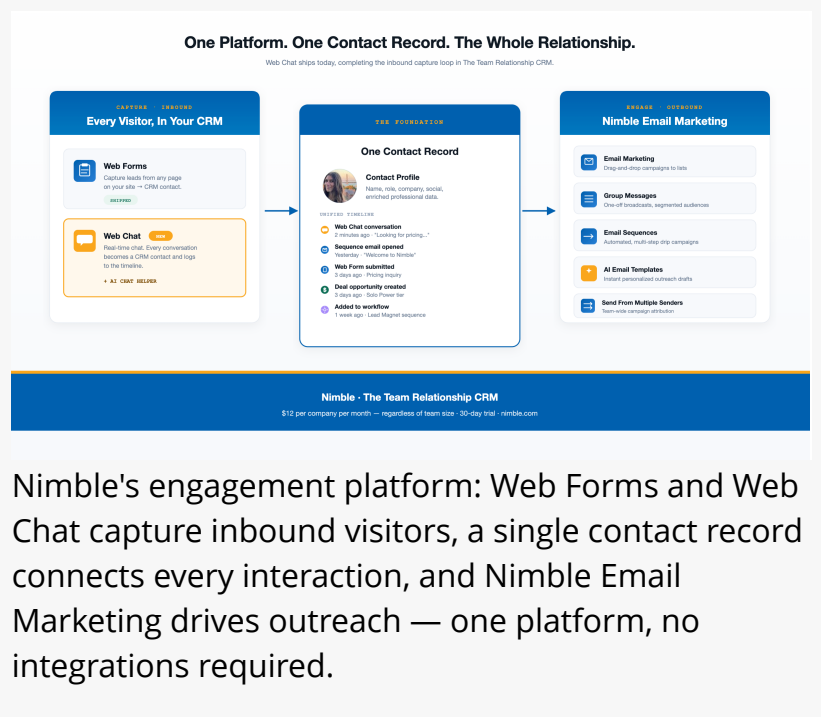 One Platform. One Contact Record. The Whole Relationship.
Web Chat ships today, completing the inbound capture loop in The Team Relationship CRM.
CAPTURE · INBOUND
Every Visitor, In Your CRM
Web Forms
Capture leads from any page
on your site → CRM contact.
SHIPPED
Web Chat
NEW
Real-time chat. Every conversation
becomes a CRM contact and logs
to the timeline.
+ AI CHAT HELPER
THE FOUNDATION
One Contact Record
Contact Profile
Name, role, company, social,
enriched professional data.
UNIFIED TIMELINE
Web Chat conversation
2 minutes ago · "Looking for pricing..."
Sequence email opened
Yesterday · "Welcome to Nimble"
Web Form submitted
3 days ago · Pricing inquiry
Deal opportunity created
3 days ago · Solo Power tier
Added to workflow
1 week ago · Lead Magnet sequence
ENGAGE · OUTBOUND
Nimble Email Marketing
Email Marketing
Drag-and-drop campaigns to lists
Group Messages
One-off broadcasts, segmented audiences
Email Sequences
Automated, multi-step drip campaigns
AI Email Templates
Instant personalized outreach drafts
Send From Multiple Senders
Team-wide campaign attribution
Nimble · The Team Relationship CRM
$12 per company per month — regardless of team size · 30-day trial · nimble.com
Nimble's engagement platform: Web Forms and Web
Chat capture inbound visitors, a single contact record
connects every interaction, and Nimble Email
Marketing drives outreach — one platform, no
integrations required.